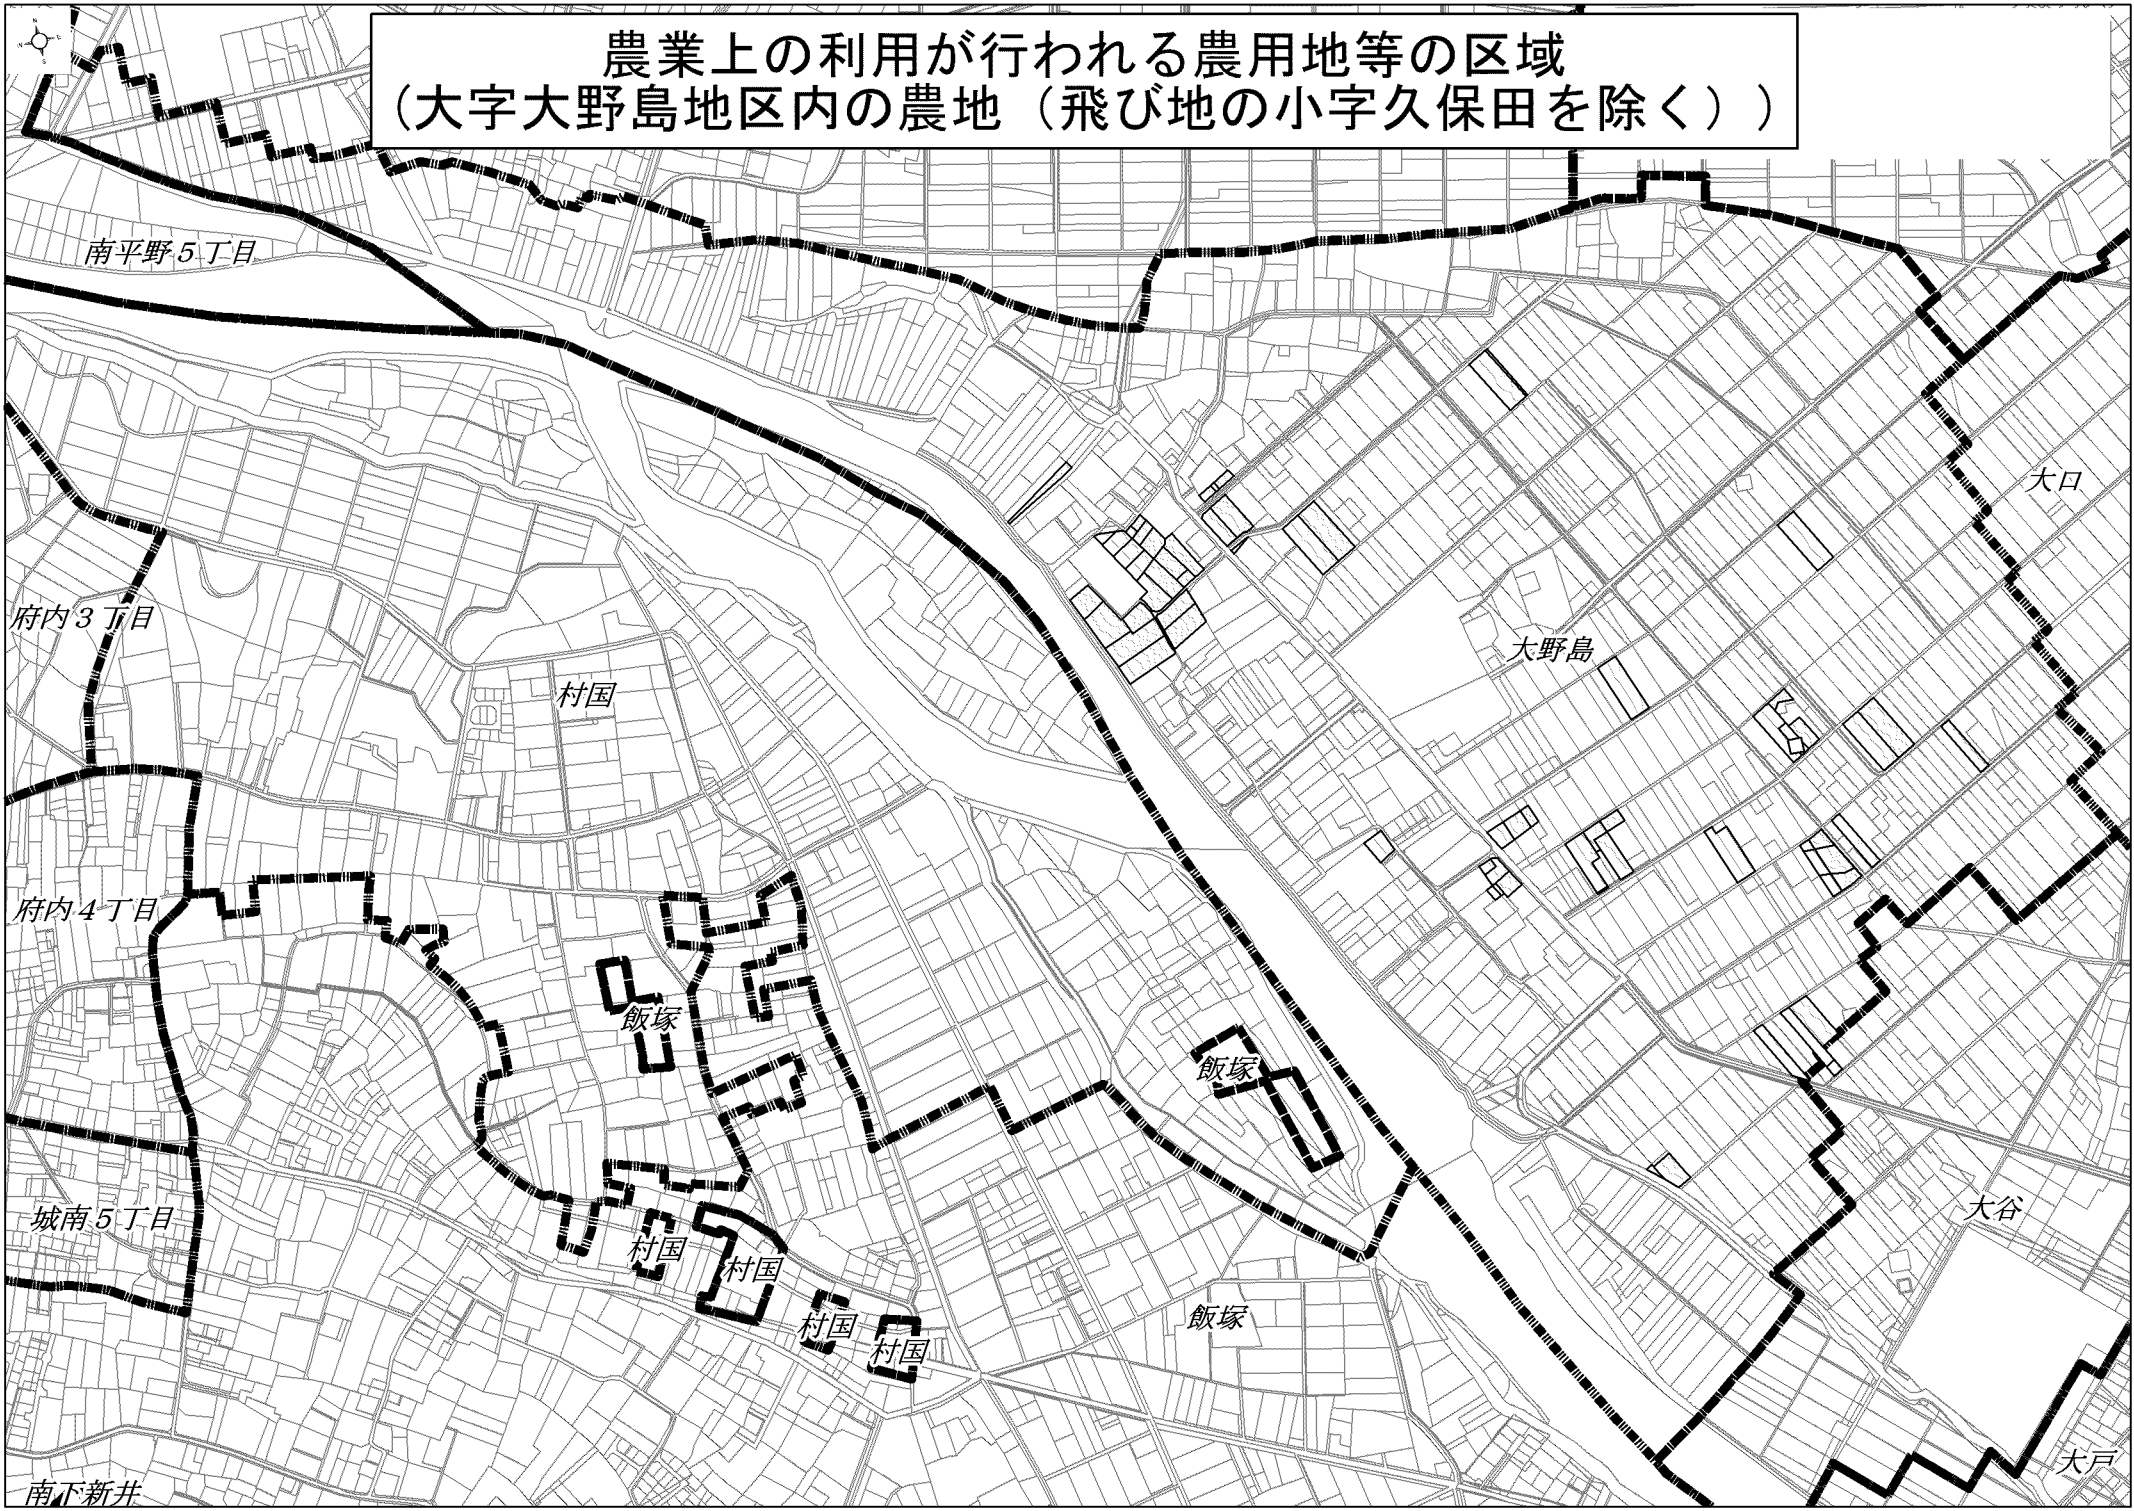 農業上の利用が行われる農用地等の区域
（大字大野島地区内の農地（飛び地の小字久保田を除く））
南平野５丁目
大口
府内３丁目
大野島
村国
府内４丁目
飯塚
飯塚
大谷
城南５丁目
村国
村国
飯塚
村国
村国
大戸
南下新井